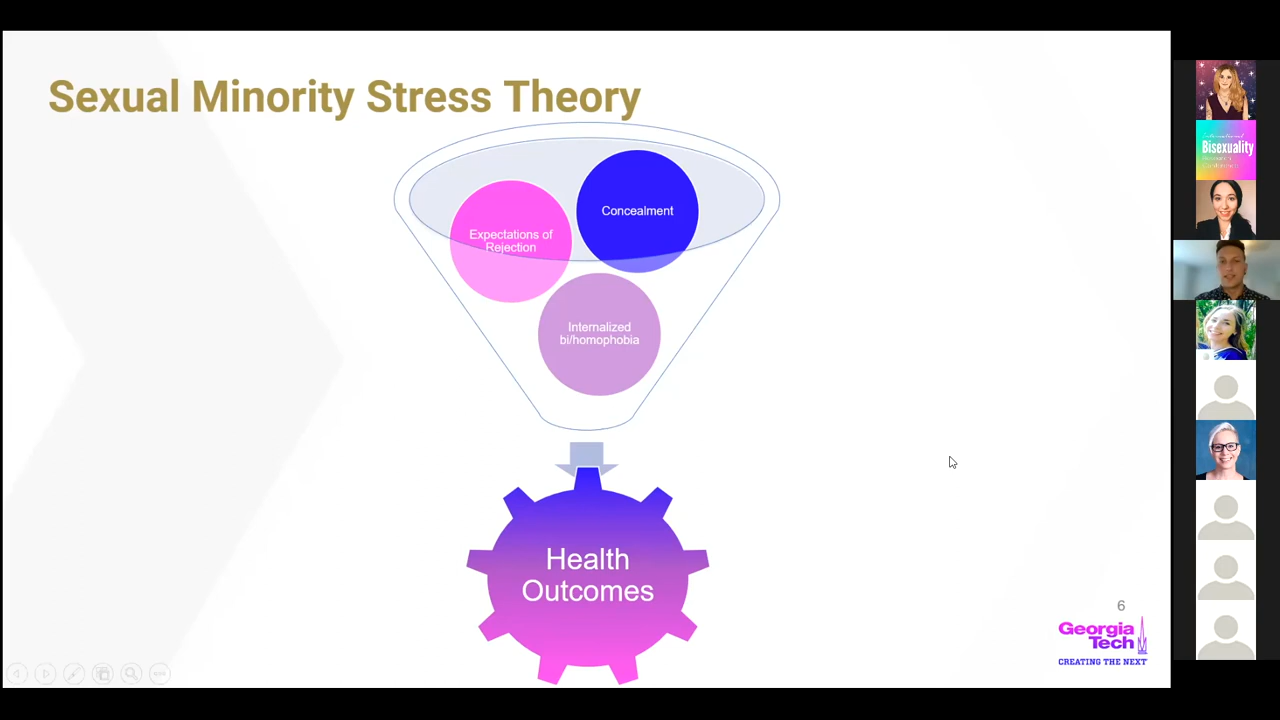 Sexual Minority Stress Theory
Concealment
Expectations of
Rejection
Internalized
bi/homophobia
Health
Outcomes
6
Georgia
Tech
CREATING THE NEXT
Bisexuality